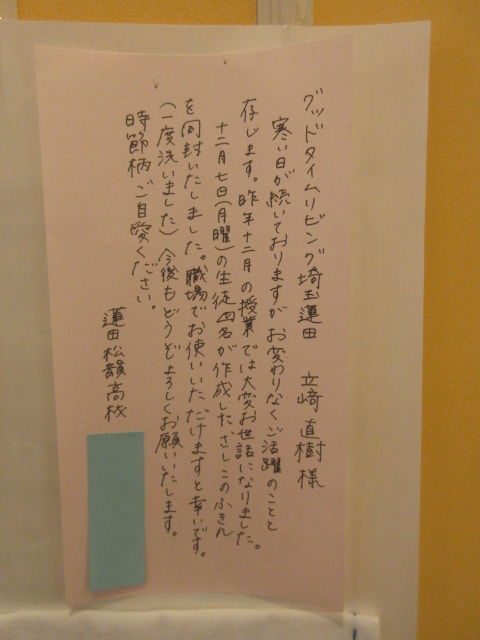 グッドタイムリビング埼玉蓮田　立﨑直樹様
寒い日が続いておりますが お変わりなくご活躍のことと
存じます。昨年十二月の授業では大変お世話になりました。
十二月七日(月曜)の生徒四名が作成した、さしこのふきん
を同封いたしました。職場でお使いいただけますと幸いです。
(一度洗いました) 今後もどうぞよろしくお願いいたします。
時節柄ご自愛ください。
蓮田松韻高校